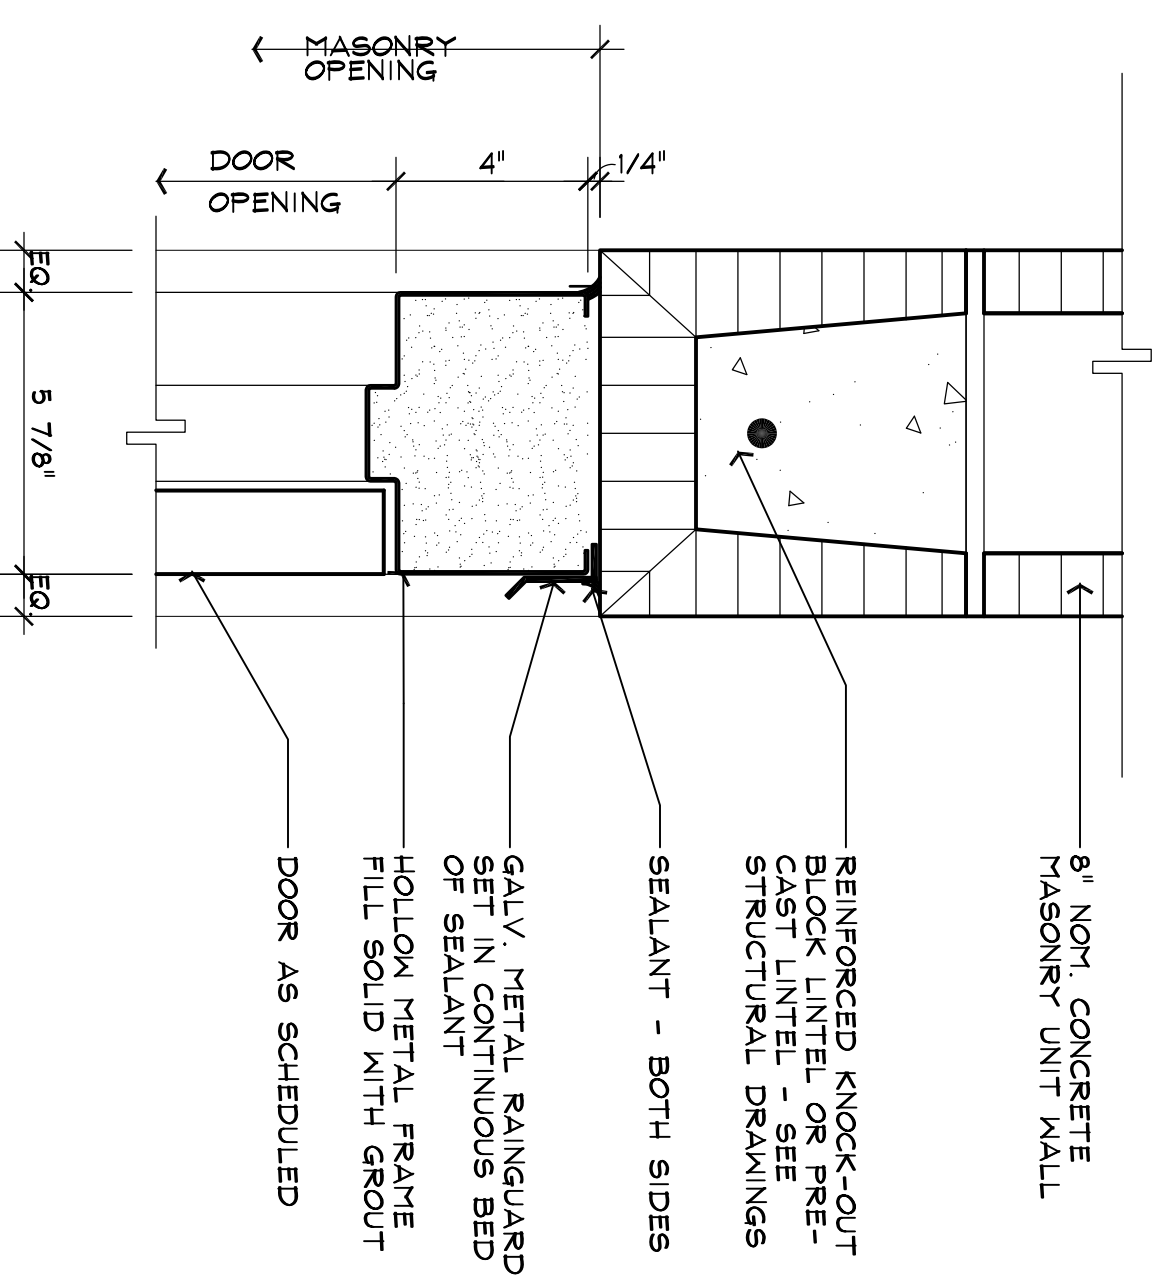 MASONRY
OPENING
DOOR
OPENING
4"
1/4"
EQ.
5 7/8"
EQ.
8" NOM. CONCRETE
MASONRY UNIT WALL
REINFORCED KNOCK-OUT
BLOCK LINTEL OR PRE-
CAST LINTEL - SEE
STRUCTURAL DRAWINGS
SEALANT - BOTH SIDES
GALV. METAL RAINGUARD
SET IN CONTINUOUS BED
OF SEALANT
HOLLOW METAL FRAME
FILL SOLID WITH GROUT
DOOR AS SCHEDULED